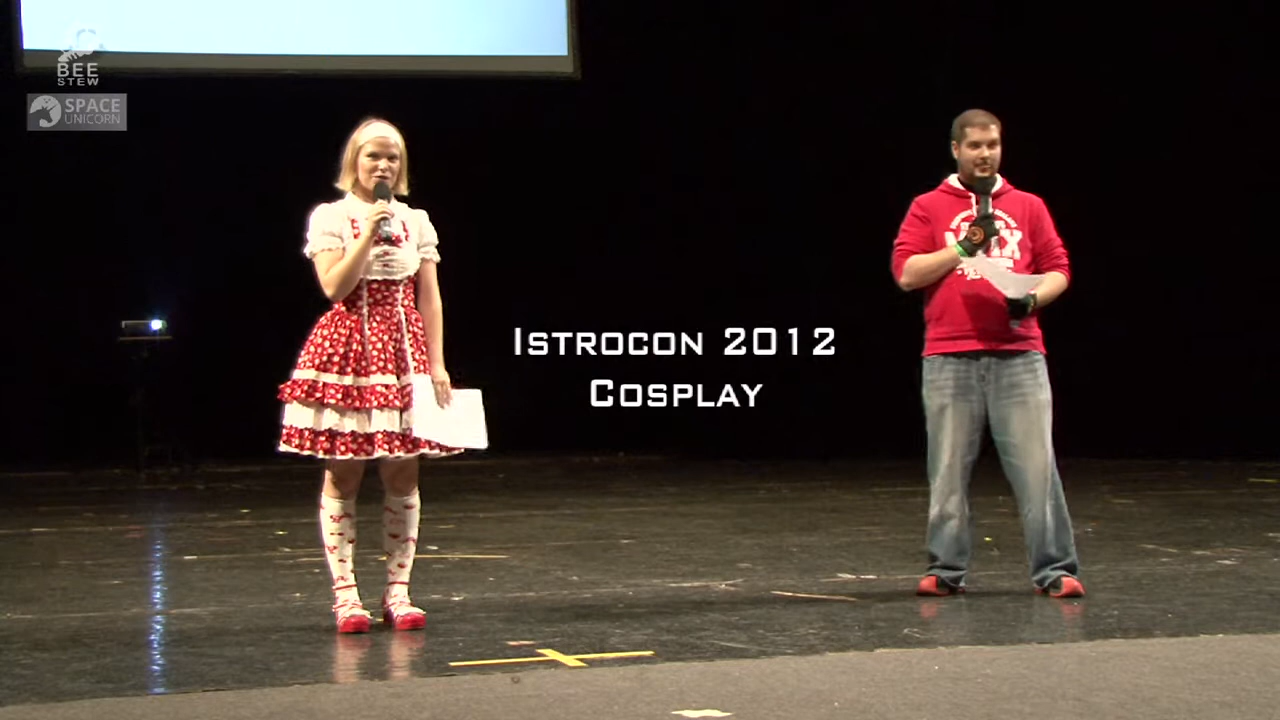 BEE
STEW
SPACE
UNICORN
ISTROCON 2012
COSPLAY